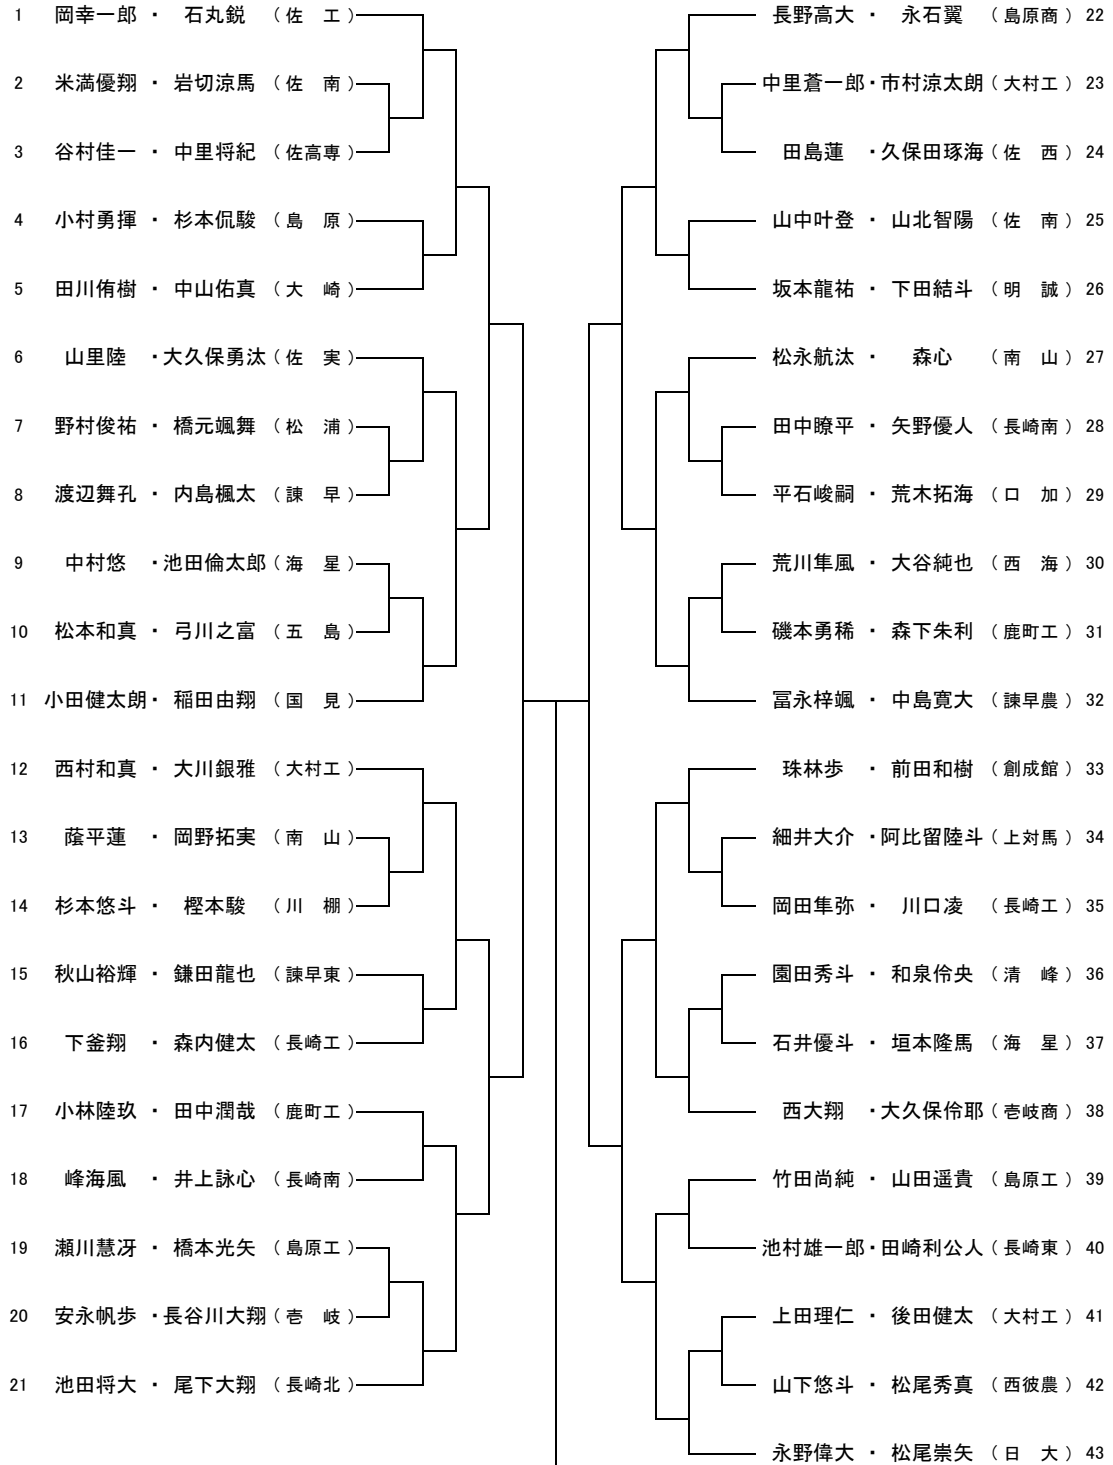 1 岡幸一郎 ・ 石丸鋭 （佐 工）
2 米満優翔 ・ 岩切涼馬 （佐 南）
3 谷村佳一 ・ 中里将紀 （佐高専）
4 小村勇揮 ・ 杉本侃駿 （島 原）
5 田川侑樹 ・ 中山佑真 （大 崎）
6 山里陸 ・大久保勇汰（佐 実）
7 野村俊祐 ・ 橋元颯舞 （松 浦）
8 渡辺舞孔 ・ 内島楓太 （諫 早）
9 中村悠 ・池田倫太郎（海 星）
10 松本和真 ・ 弓川之富 （五 島）
11 小田健太朗・ 稲田由翔 （国 見）
12 西村和真 ・ 大川銀雅 （大村工）
13 蔭平蓮 ・ 岡野拓実 （南 山）
14 杉本悠斗 ・ 樫本駿 （川 棚）
15 秋山裕輝 ・ 鎌田龍也 （諫早東）
16 下釜翔 ・ 森内健太 （長崎工）
17 小林陸玖 ・ 田中潤哉 （鹿町工）
18 峰海風 ・ 井上詠心 （長崎南）
19 瀬川慧冴 ・ 橋本光矢 （島原工）
20 安永帆歩 ・長谷川大翔（壱 岐）
21 池田将大 ・ 尾下大翔 （長崎北）
長野高大 ・ 永石翼 （島原商）22
中里蒼一郎・市村涼太朗（大村工）23
田島蓮 ・久保田琢海（佐 西）24
山中叶登 ・ 山北智陽 （佐 南）25
坂本龍祐 ・ 下田結斗 （明 誠）26
松永航汰 ・ 森心 （南 山）27
田中瞭平 ・ 矢野優人 （長崎南）28
平石峻嗣 ・ 荒木拓海 （口 加）29
荒川隼風 ・ 大谷純也 （西 海）30
磯本勇稀 ・ 森下朱利 （鹿町工）31
冨永梓颯 ・ 中島寛大 （諫早農）32
珠林歩 ・ 前田和樹 （創成館）33
細井大介 ・阿比留陸斗（上対馬）34
岡田隼弥 ・ 川口凌 （長崎工）35
園田秀斗 ・ 和泉伶央 （清 峰）36
石井優斗 ・ 垣本隆馬 （海 星）37
西大翔 ・大久保伶耶（壱岐商）38
竹田尚純 ・ 山田遥貴 （島原工）39
池村雄一郎・田崎利公人（長崎東）40
上田理仁 ・ 後田健太 （大村工）41
山下悠斗 ・ 松尾秀真 （西彼農）42
永野偉大 ・ 松尾崇矢 （日 大）43